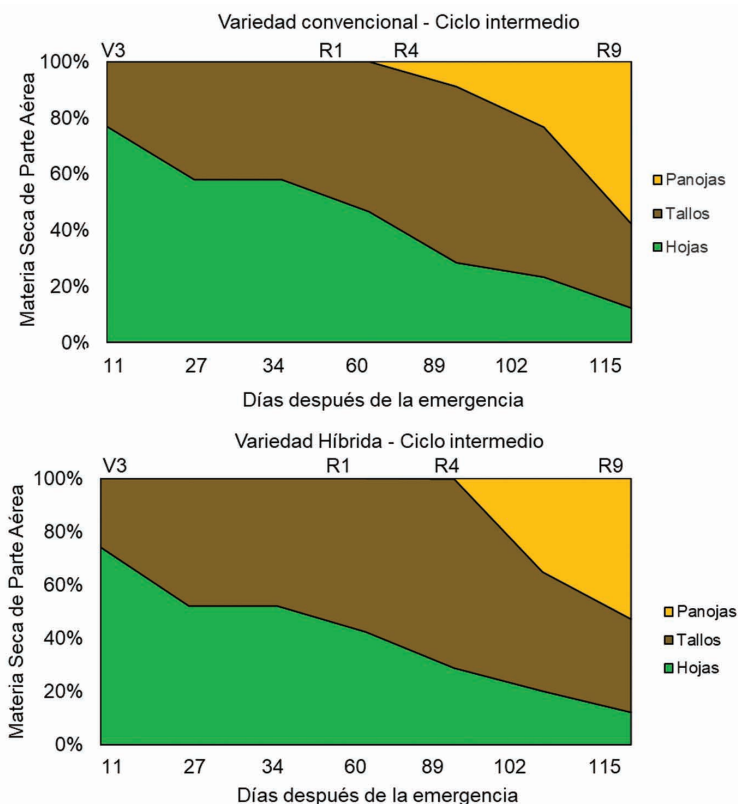 Variedad convencional - Ciclo intermedio
V3 R1 R4 R9
Materia Seca de Parte Aérea
100%
80%
60%
40%
20%
0%
Panojas
Tallos
Hojas
11 27 34 60 89 102 115
Días después de la emergencia
Variedad Híbrida - Ciclo intermedio
V3 R1 R4 R9
Materia Seca de Parte Aérea
100%
80%
60%
40%
20%
0%
Panojas
Tallos
Hojas
11 27 34 60 89 102 115
Días después de la emergencia